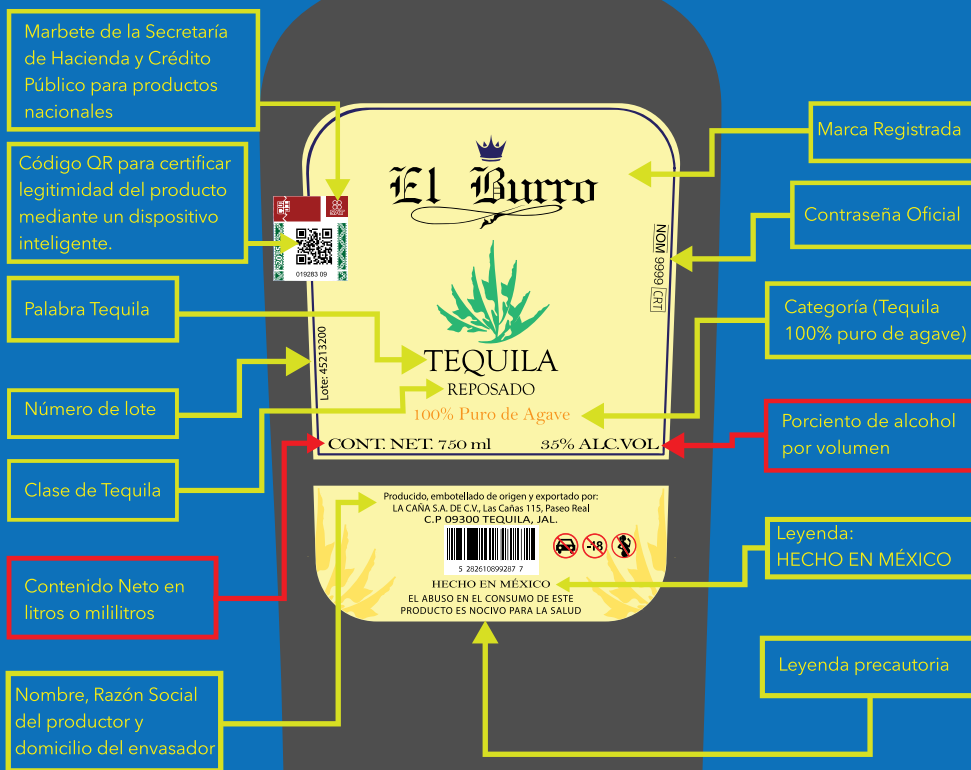 Marbete de la Secretaría
de Hacienda y Crédito
Público para productos
nacionales
Código QR para certificar
legitimidad del producto
mediante un dispositivo
inteligente.
Palabra Tequila
Número de lote
Clase de Tequila
Contenido Neto en
litros o mililitros
Nombre, Razón Social
del productor y
domicilio del envasador
019283 09
Lote: 45213200
El Burro
NOM 9999 CRT
TEQUILA
REPOSADO
100% Puro de Agave
CONT. NET. 750 ml
35% ALC.VOL
Producido, embotellado de origen y exportado por:
LA CAÑA S.A. DE C.V., Las Cañas 115, Paseo Real
C.P 09300 TEQUILA, JAL.
5 282610899287 7
-18
HECHO EN MÉXICO
EL ABUSO EN EL CONSUMO DE ESTE
PRODUCTO ES NOCIVO PARA LA SALUD
Marca Registrada
Contraseña Oficial
Categoría (Tequila
100% puro de agave)
Porciento de alcohol
por volumen
Leyenda:
HECHO EN MÉXICO
Leyenda precautoria